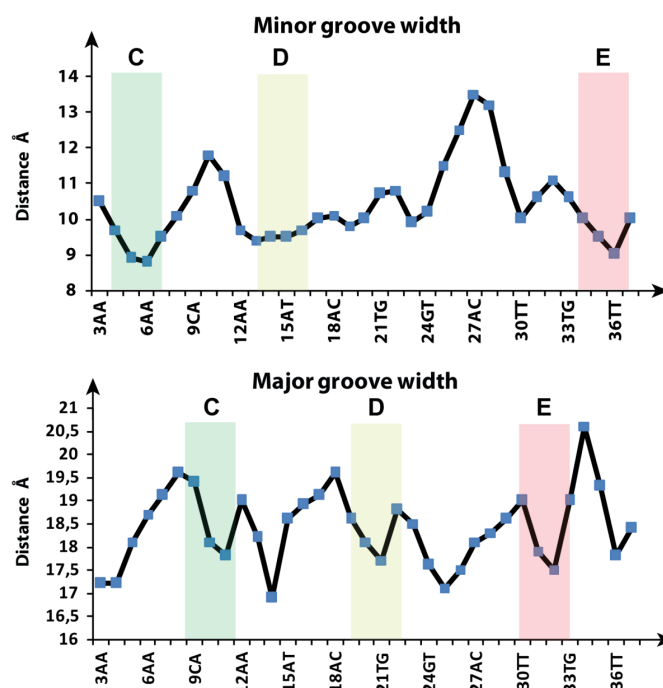 Minor groove width
C D E
Distance Å
14
13
12
11
10
9
8
3AA 6AA 9CA 12AA 15AT 18AC 21TG 24GT 27AC 30TT 33TG 36TT
Major groove width
C D E
Distance Å
21
20,5
20
19,5
19
18,5
18
17,5
17
16,5
16
3AA 6AA 9CA 12AA 15AT 18AC 21TG 24GT 27AC 30TT 33TG 36TT